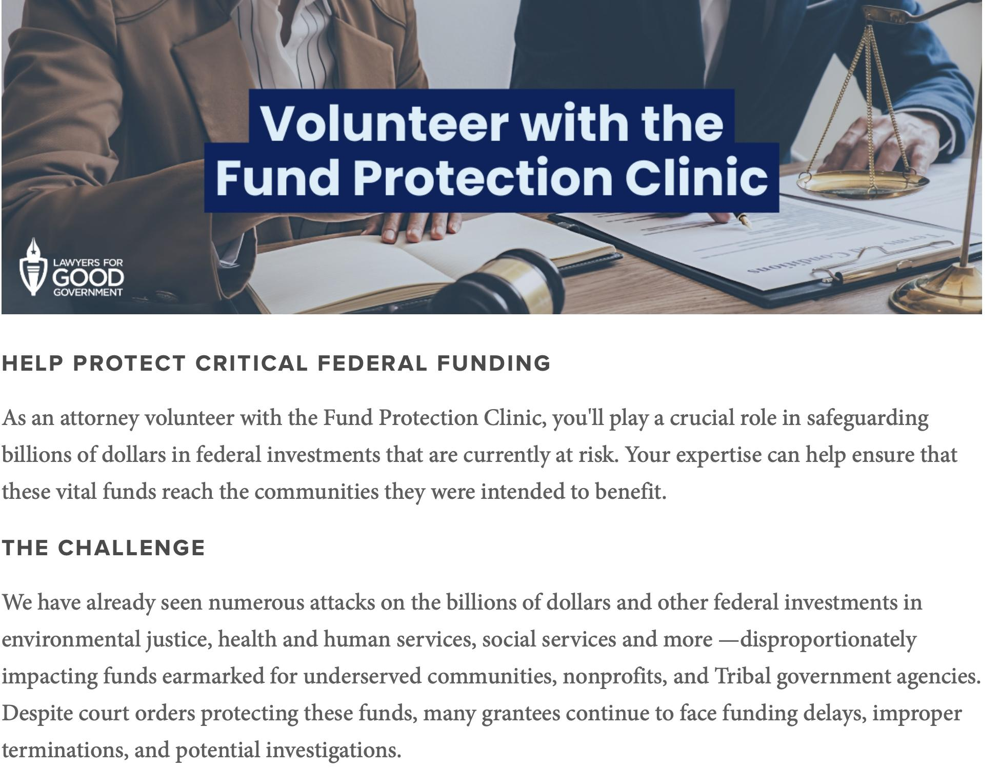 Volunteer with the
Fund Protection Clinic
LAWYERS FOR
GOOD
GOVERNMENT
Terms and Conditions
HELP PROTECT CRITICAL FEDERAL FUNDING
As an attorney volunteer with the Fund Protection Clinic, you'll play a crucial role in safeguarding
billions of dollars in federal investments that are currently at risk. Your expertise can help ensure that
these vital funds reach the communities they were intended to benefit.
THE CHALLENGE
We have already seen numerous attacks on the billions of dollars and other federal investments in
environmental justice, health and human services, social services and more —disproportionately
impacting funds earmarked for underserved communities, nonprofits, and Tribal government agencies.
Despite court orders protecting these funds, many grantees continue to face funding delays, improper
terminations, and potential investigations.